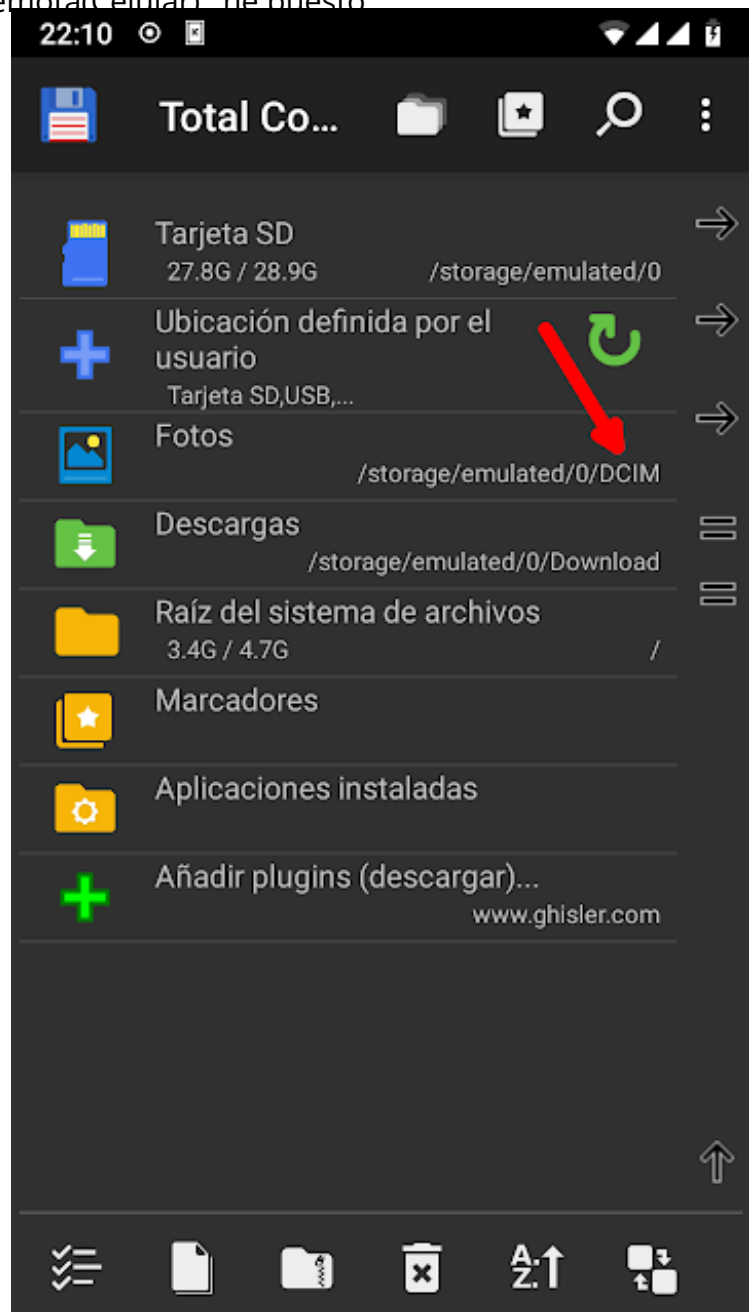 22:10
Total Co...
Tarjeta SD
27.8G / 28.9G /storage/emulated/0
Ubicación definida por el
usuario
Tarjeta SD,USB,...
Fotos
/storage/emulated/0/DCIM
Descargas
/storage/emulated/0/Download
Raíz del sistema de archivos
3.4G / 4.7G /
Marcadores
Aplicaciones instaladas
Añadir plugins (descargar)...
www.ghisler.com
A
Z